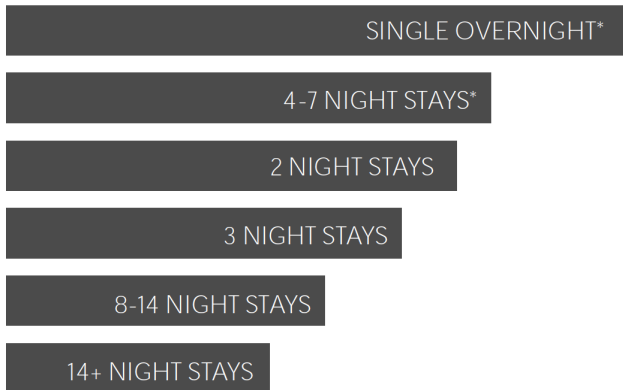 SINGLE OVERNIGHT*
4-7 NIGHT STAYS*
2 NIGHT STAYS
3 NIGHT STAYS
8-14 NIGHT STAYS
14+ NIGHT STAYS